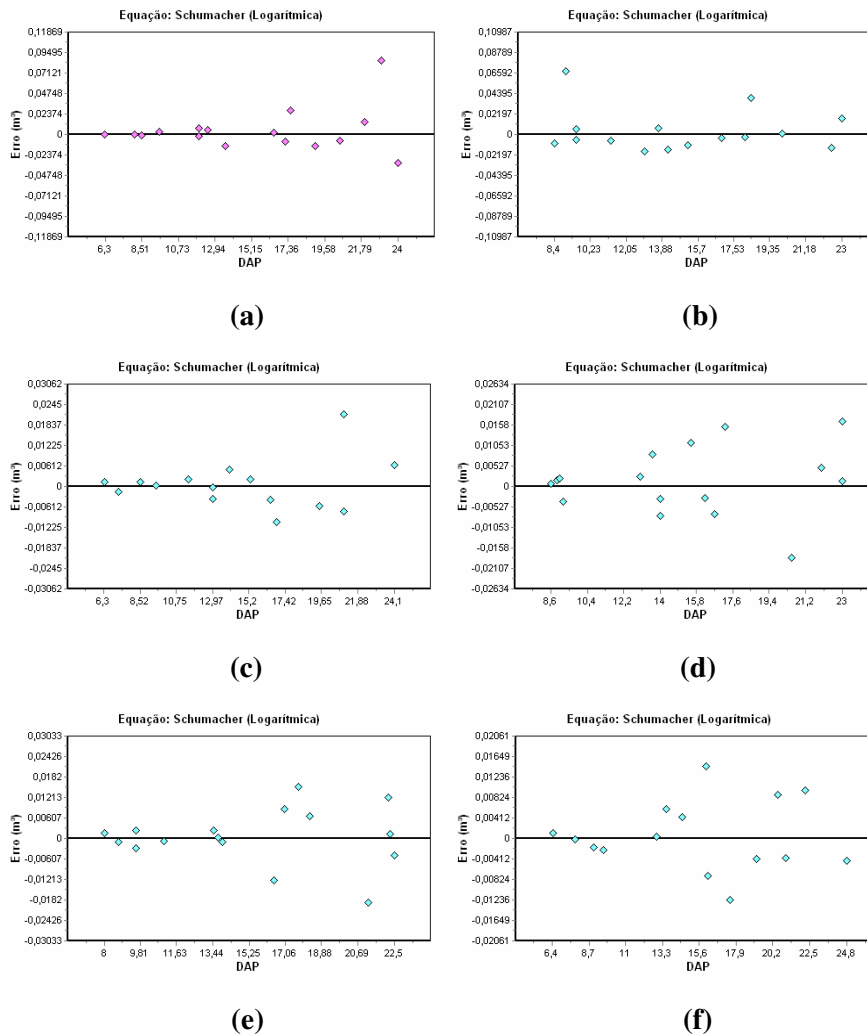 Equação: Schumacher (Logarítmica)
0,11869
0,09495
0,07121
0,04748
0,02374
0
-0,02374
-0,04748
-0,07121
-0,09495
-0,11869
Erro (m³)
6,3 8,51 10,73 12,94 15,15 17,36 19,58 21,79 24
DAP
(a)
Equação: Schumacher (Logarítmica)
0,10987
0,08789
0,06592
0,04395
0,02197
0
-0,02197
-0,04395
-0,06592
-0,08789
-0,10987
Erro (m³)
8,4 10,23 12,05 13,88 15,7 17,53 19,35 21,18 23
DAP
(b)
Equação: Schumacher (Logarítmica)
0,03062
0,0245
0,01837
0,01225
0,00612
0
-0,00612
-0,01225
-0,01837
-0,0245
-0,03062
Erro (m³)
6,3 8,52 10,75 12,97 15,2 17,42 19,65 21,88 24,1
DAP
(c)
Equação: Schumacher (Logarítmica)
0,02634
0,02107
0,0158
0,01053
0,00527
0
-0,00527
-0,01053
-0,0158
-0,02107
-0,02634
Erro (m³)
8,6 10,4 12,2 14 15,8 17,6 19,4 21,2 23
DAP
(d)
Equação: Schumacher (Logarítmica)
0,03033
0,02426
0,0182
0,01213
0,00607
0
-0,00607
-0,01213
-0,0182
-0,02426
-0,03033
Erro (m³)
8 9,81 11,63 13,44 15,25 17,06 18,88 20,69 22,5
DAP
(e)
Equação: Schumacher (Logarítmica)
0,02061
0,01649
0,01236
0,00824
0,00412
0
-0,00412
-0,00824
-0,01236
-0,01649
-0,02061
Erro (m³)
6,4 8,7 11 13,3 15,6 17,9 20,2 22,5 24,8
DAP
(f)